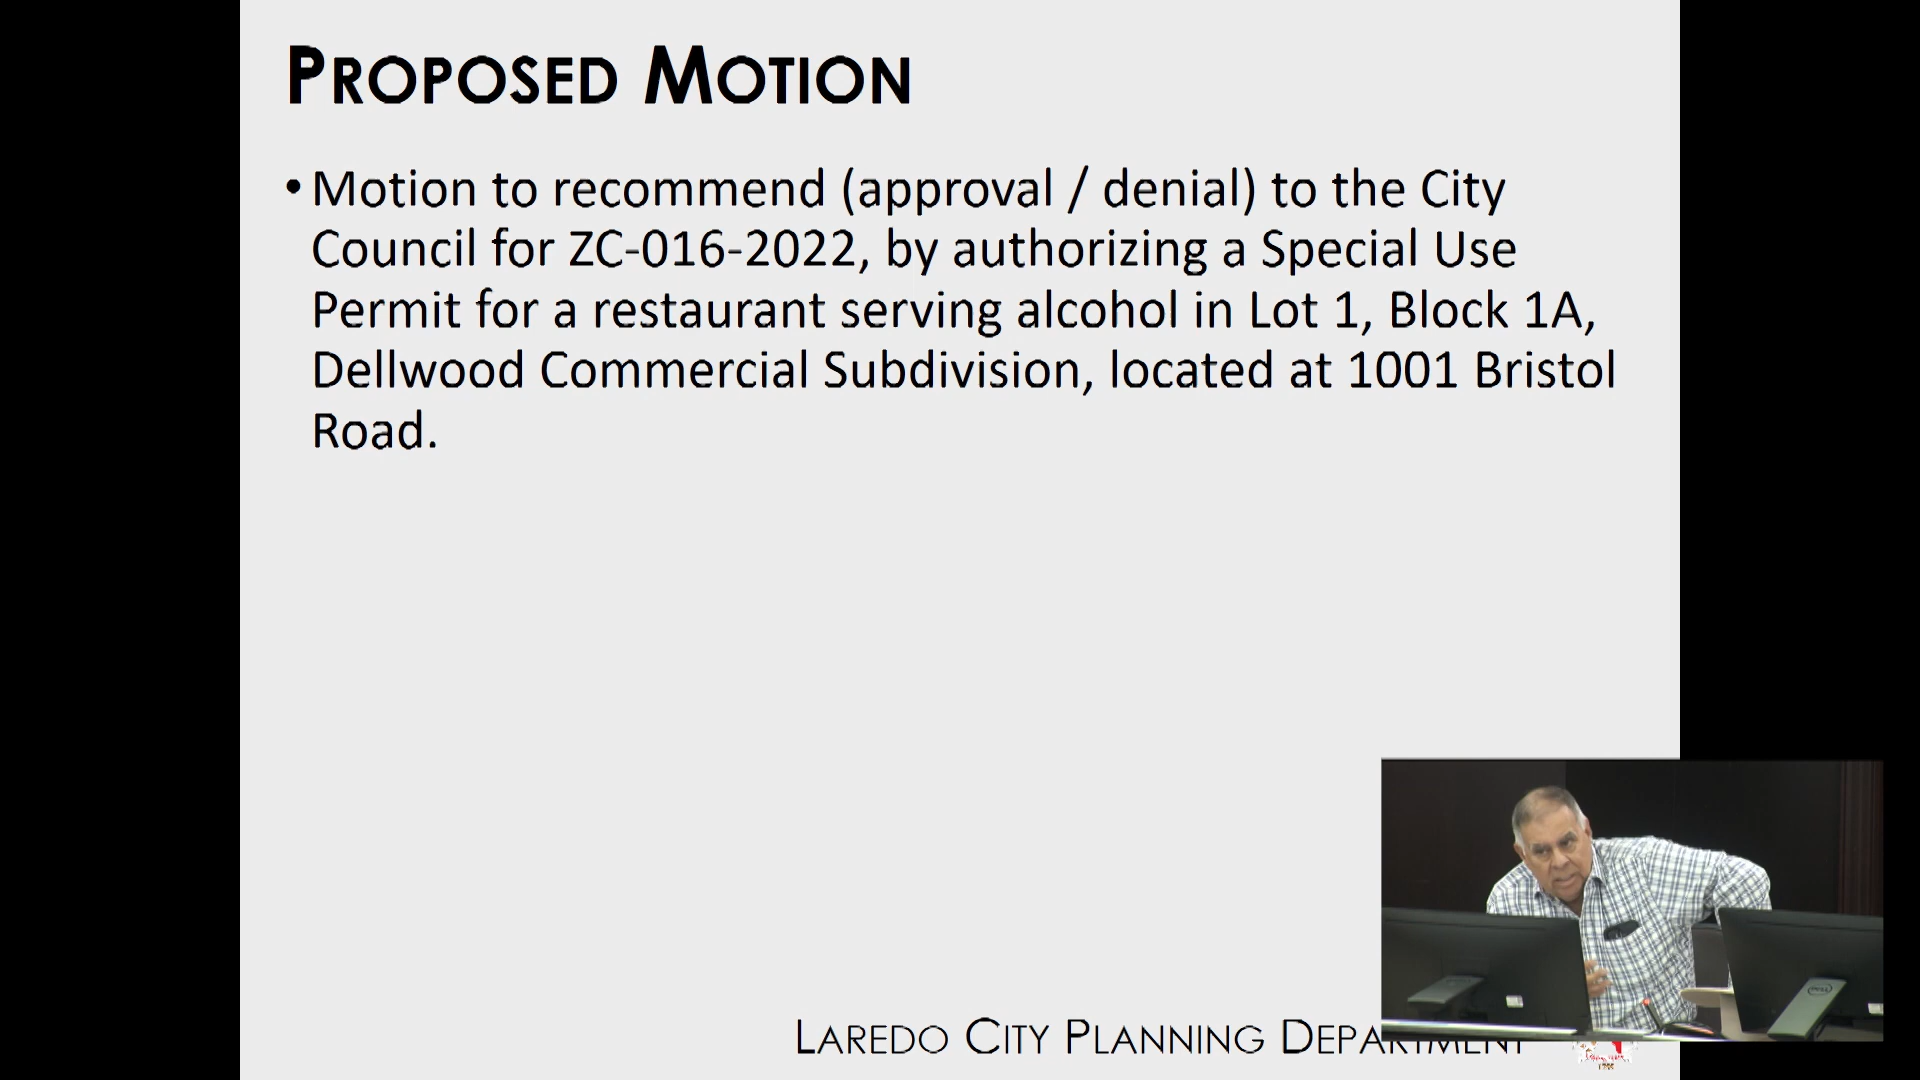 PROPOSED MOTION
• Motion to recommend (approval / denial) to the City
Council for ZC-016-2022, by authorizing a Special Use
Permit for a restaurant serving alcohol in Lot 1, Block 1A,
Dellwood Commercial Subdivision, located at 1001 Bristol
Road.
LAREDO CITY PLANNING DEPARTMENT
DELL